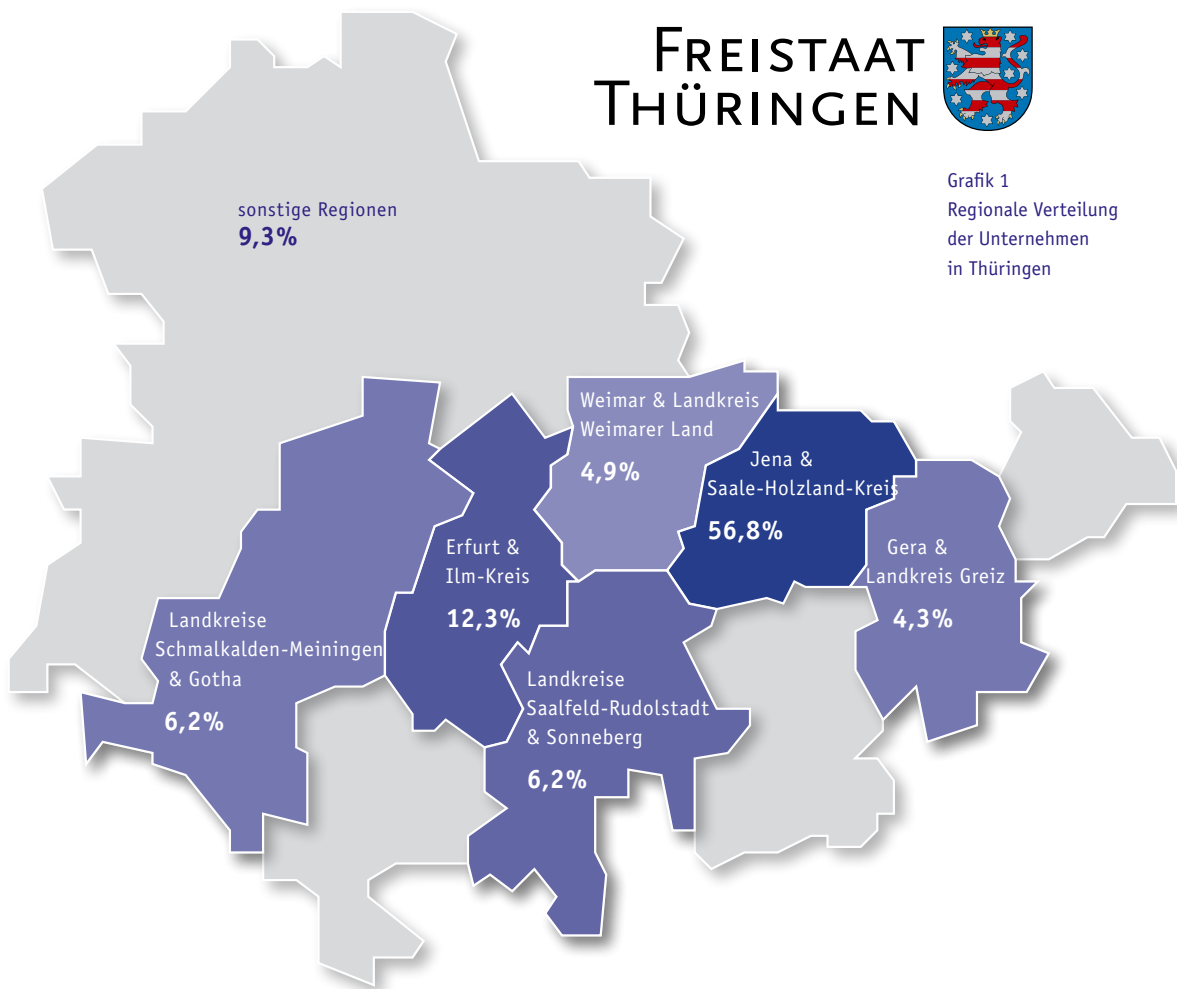 FREISTAAT
THÜRINGEN
Grafik 1
Regionale Verteilung
der Unternehmen
in Thüringen
sonstige Regionen
9,3%
Weimar & Landkreis
Weimarer Land
4,9%
Jena &
Saale-Holzland-Kreis
56,8%
Erfurt &
Ilm-Kreis
12,3%
Gera &
Landkreis Greiz
4,3%
Landkreise
Schmalkalden-Meiningen
& Gotha
6,2%
Landkreise
Saalfeld-Rudolstadt
& Sonneberg
6,2%